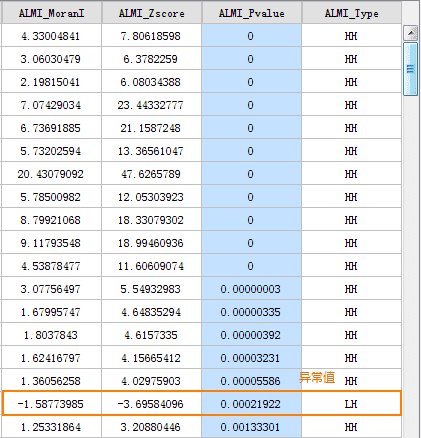 ALMI_MoranI ALMI_Zscore ALMI_Pvalue ALMI_Type
4.33004841 7.80618598 0 HH
3.06030479 6.3782259 0 HH
2.19815041 6.08034388 0 HH
7.07429034 23.44332777 0 HH
6.73691885 21.1587248 0 HH
5.73202594 13.36561047 0 HH
20.43079092 47.6265789 0 HH
5.78500982 12.05303923 0 HH
8.79921068 18.33079302 0 HH
9.11793548 18.99460936 0 HH
4.53878477 11.60609074 0 HH
3.07756497 5.54932983 0.00000003 HH
1.67995747 4.64835294 0.00000335 HH
1.8037843 4.6157335 0.00000392 HH
1.62416797 4.15665412 0.00003231 HH
1.36056258 4.02975903 0.00005586 异常值 HH
-1.58773985 -3.69584096 0.00021922 LH
1.25331864 3.20880446 0.00133301 HH